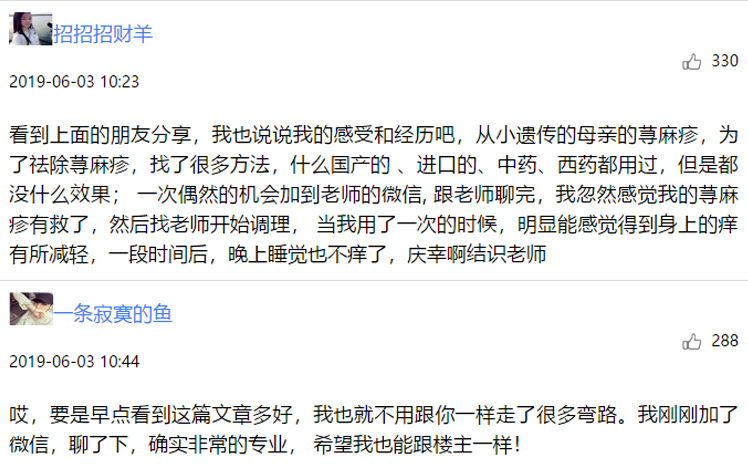 招招招财羊
330
2019-06-03 10:23
看到上面的朋友分享，我也说说我的感受和经历吧，从小遗传的母亲的荨麻疹，为
了祛除荨麻疹，找了很多方法，什么国产的 、进口的、中药、西药都用过，但是都
没什么效果； 一次偶然的机会加到老师的微信, 跟老师聊完，我忽然感觉我的荨麻
疹有救了，然后找老师开始调理， 当我用了一次的时候，明显能感觉得到身上的痒
有所减轻，一段时间后，晚上睡觉也不痒了，庆幸啊结识老师
一条寂寞的鱼
288
2019-06-03 10:44
哎，要是早点看到这篇文章多好，我也就不用跟你一样走了很多弯路。我刚刚加了
微信，聊了下，确实非常的专业， 希望我也能跟楼主一样！